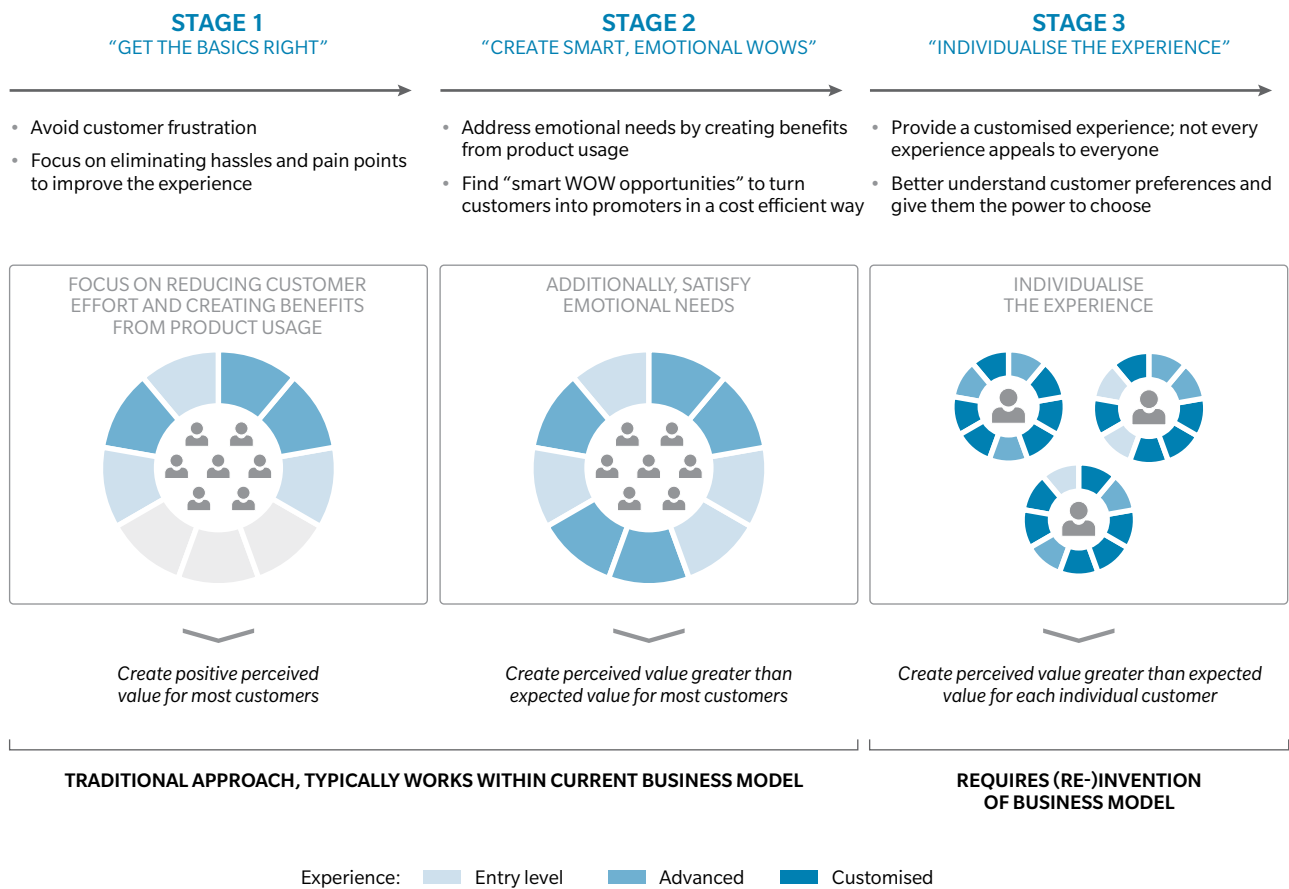 STAGE 1
“GET THE BASICS RIGHT”
• Avoid customer frustration
• Focus on eliminating hassles and pain points
to improve the experience
FOCUS ON REDUCING CUSTOMER
EFFORT AND CREATING BENEFITS
FROM PRODUCT USAGE
Create positive perceived
value for most customers
STAGE 2
“CREATE SMART, EMOTIONAL WOWS”
• Address emotional needs by creating benefits
from product usage
• Find “smart WOW opportunities” to turn
customers into promoters in a cost efficient way
ADDITIONALLY, SATISFY
EMOTIONAL NEEDS
Create perceived value greater than
expected value for most customers
STAGE 3
“INDIVIDUALISE THE EXPERIENCE”
• Provide a customised experience; not every
experience appeals to everyone
• Better understand customer preferences and
give them the power to choose
INDIVIDUALISE
THE EXPERIENCE
Create perceived value greater than expected
value for each individual customer
TRADITIONAL APPROACH, TYPICALLY WORKS WITHIN CURRENT BUSINESS MODEL
REQUIRES (RE-)INVENTION
OF BUSINESS MODEL
Experience: Entry level Advanced Customised